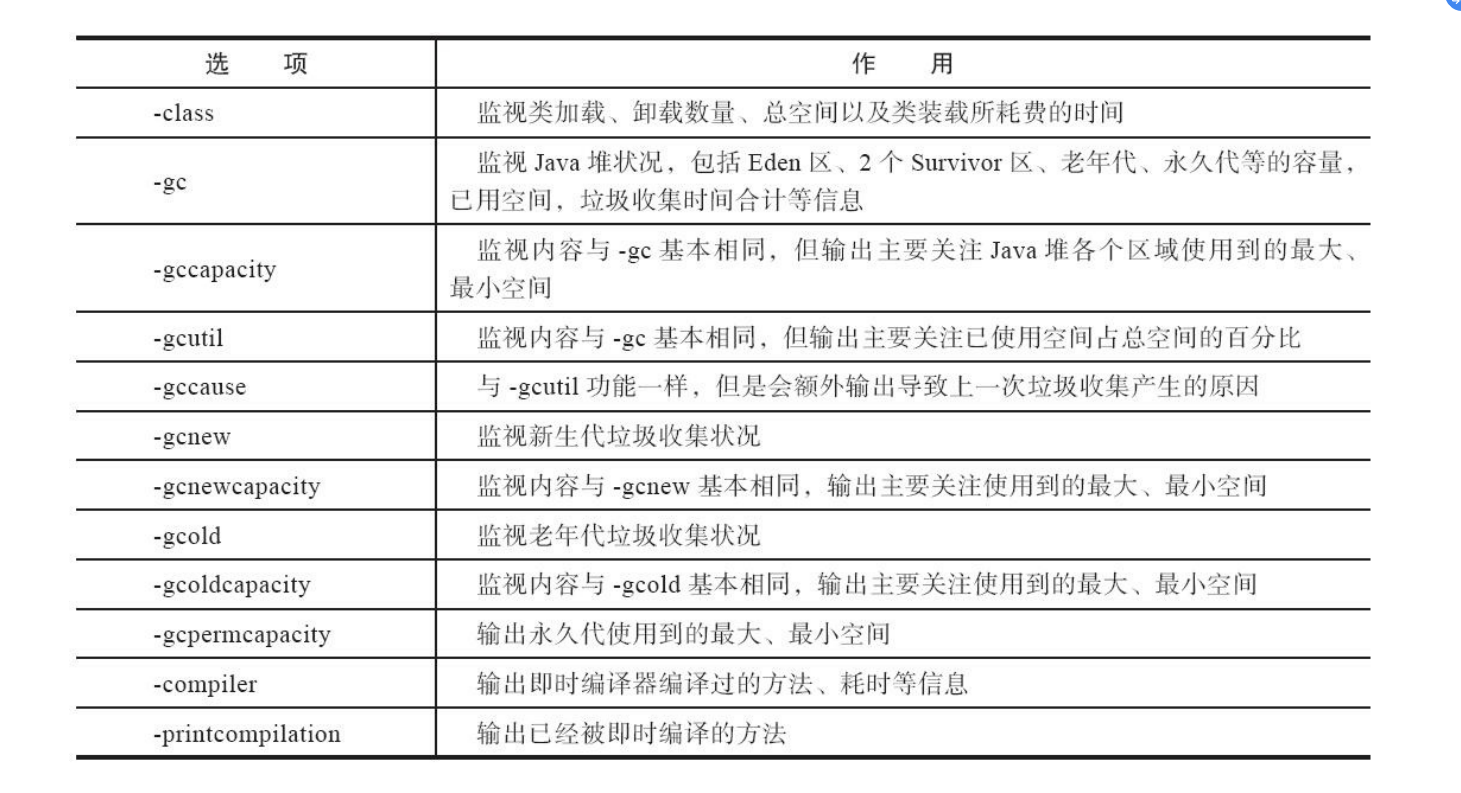 选 项 作 用
-class 监视类加载、卸载数量、总空间以及类装载所耗费的时间
-gc 监视 Java 堆状况，包括 Eden 区、2 个 Survivor 区、老年代、永久代等的容量，
已用空间，垃圾收集时间合计等信息
-gccapacity 监视内容与 -gc 基本相同，但输出主要关注 Java 堆各个区域使用到的最大、
最小空间
-gcutil 监视内容与 -gc 基本相同，但输出主要关注已使用空间占总空间的百分比
-gccause 与 -gcutil 功能一样，但是会额外输出导致上一次垃圾收集产生的原因
-gcnew 监视新生代垃圾收集状况
-gcnewcapacity 监视内容与 -gcnew 基本相同，输出主要关注使用到的最大、最小空间
-gcold 监视老年代垃圾收集状况
-gcoldcapacity 监视内容与 -gcold 基本相同，输出主要关注使用到的最大、最小空间
-gcpermcapacity 输出永久代使用到的最大、最小空间
-compiler 输出即时编译器编译过的方法、耗时等信息
-printcompilation 输出已经被即时编译的方法